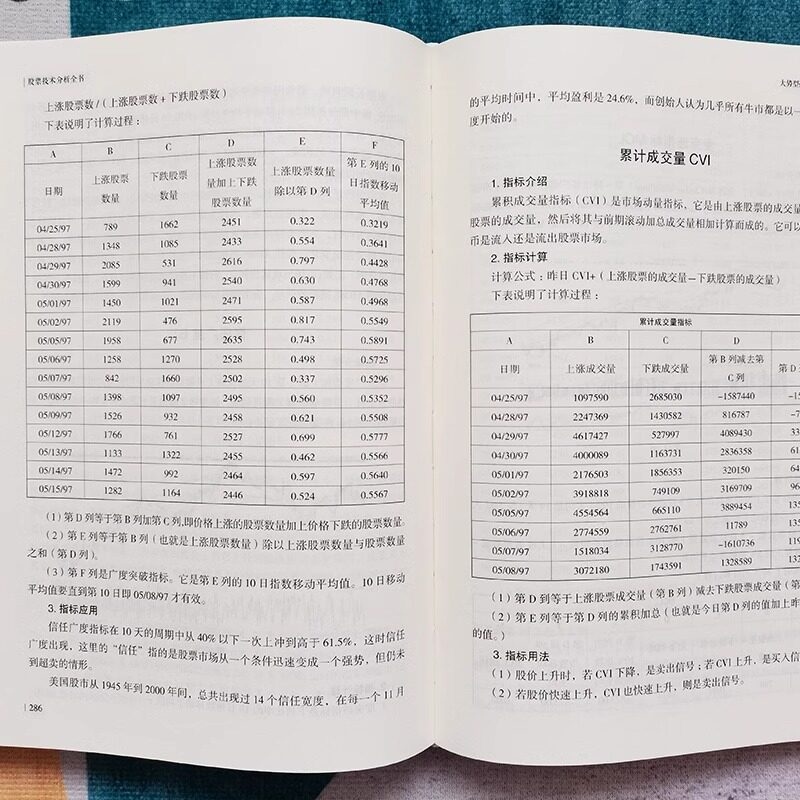 股票技术分析全书
上涨股票数/（上涨股票数+下跌股票数）
下表说明了计算过程：
A B C D E F
日期 上涨股票数量 下跌股票数量 上涨股票数量加上下跌股票数量 上涨股票数量除以第D列 第E列的10日指数移动平均值
04/25/97 789 1662 2451 0.322 0.3219
04/28/97 1348 1085 2433 0.554 0.3641
04/29/97 2085 531 2616 0.797 0.4428
04/30/97 1599 941 2540 0.630 0.4768
05/01/97 1450 1021 2471 0.587 0.4968
05/02/97 2119 476 2595 0.817 0.5549
05/05/97 1958 677 2635 0.743 0.5891
05/06/97 1258 1270 2528 0.498 0.5725
05/07/97 842 1660 2502 0.337 0.5296
05/08/97 1398 1097 2495 0.560 0.5352
05/09/97 1526 932 2458 0.621 0.5508
05/12/97 1766 761 2527 0.699 0.5777
05/13/97 1133 1322 2455 0.462 0.5566
05/14/97 1472 992 2464 0.597 0.5640
05/15/97 1282 1164 2446 0.524 0.5567
（1）第D列等于第B列加第C列，即价格上涨的股票数量加上价格下跌的股票数量。
（2）第E列等于第B列（也就是上涨股票数量）除以上涨股票数量与股票数量
之和（第D列）。
（3）第F列是广度突破指标。它是第E列的10日指数移动平均值。10日移动
平均值要直到第10日即05/08/97才有效。
3. 指标应用
信任广度指标在10天的周期中从40%以下一次上冲到高于61.5%，这时信任
广度出现，这里的“信任”指的是股票市场从一个条件迅速变成一个强势，但仍未
到超卖的情形。
美国股市从1945年到2000年间，总共出现过14个信任宽度，在每一个11月
286
大势型
的平均时间中，平均盈利是24.6%，而创始人认为几乎所有牛市都是以一
度开始的。
累计成交量CVI
1. 指标介绍
累积成交量指标（CVI）是市场动量指标，它是由上涨股票的成交量
股票的成交量，然后将其与前期滚动加总成交量相加计算而成的。它可以
币是流入还是流出股票市场。
2. 指标计算
计算公式：昨日CVI+（上涨股票的成交量—下跌股票的成交量）
下表说明了计算过程：
累计成交量指标
A B C D
日期 上涨成交量 下跌成交量 第B列减去第C列 第D
04/25/97 1097590 2685030 -1587440 -15
04/28/97 2247369 1430582 816787 -7
04/29/97 4617427 527997 4089430 33
04/30/97 4000089 1163731 2836358 61
05/01/97 2176503 1856353 320150 64
05/02/97 3918818 749109 3169709 96
05/05/97 4554564 665110 3889454 135
05/06/97 2774559 2762761 11789 135
05/07/97 1518034 3128770 -1610736 119
05/08/97 3072180 1743591 1328589 132
（1）第D到等于上涨股票成交量（第B列）减去下跌股票成交量（第
（2）第E列等于第D列的累积加总（也就是今日第D列的值加上昨
的值。）
3. 指标用法
（1）股价上升时，若CVI下降，是卖出信号；若CVI上升，是买入信
（2）若股价快速上升，CVI也快速上升，则是卖出信号。